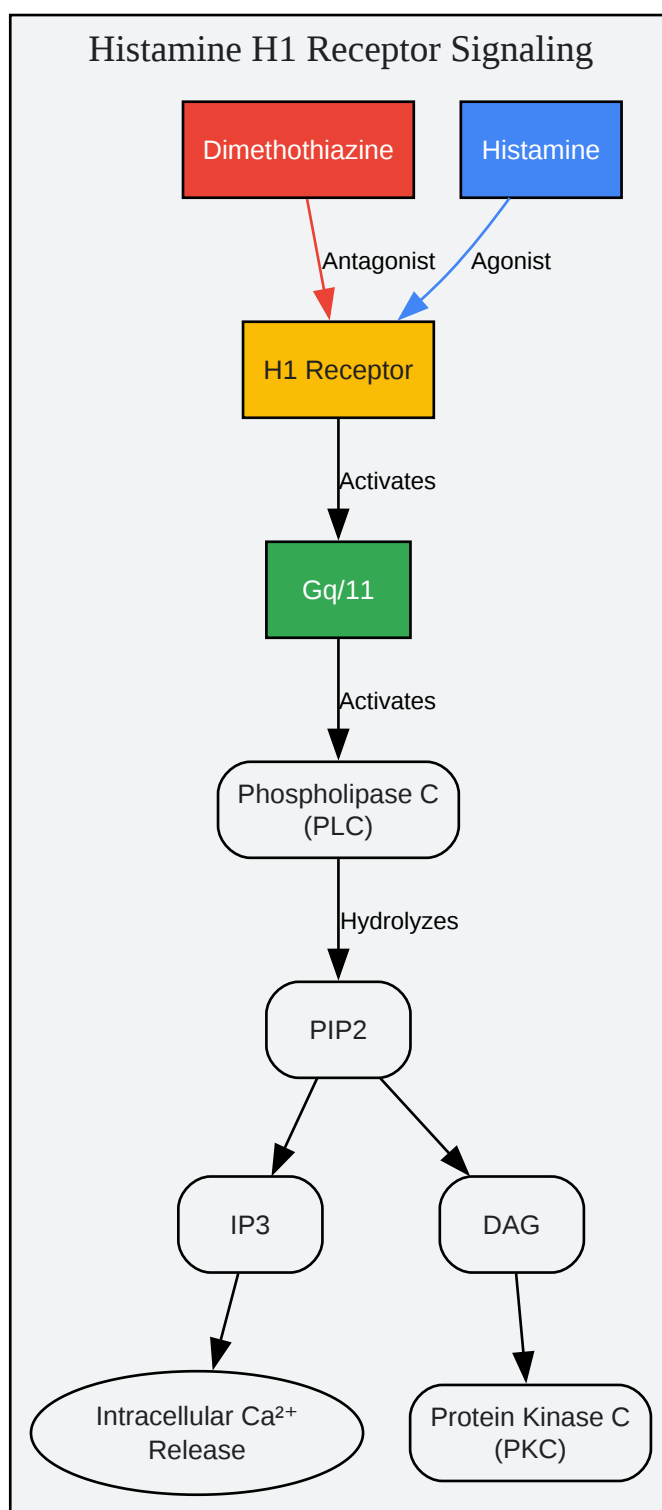 Histamine H1 Receptor Signaling
Dimethothiazine
Histamine
Antagonist
Agonist
H1 Receptor
Activates
Gq/11
Activates
Phospholipase C
(PLC)
Hydrolyzes
PIP2
IP3
DAG
Intracellular Ca²⁺
Release
Protein Kinase C
(PKC)